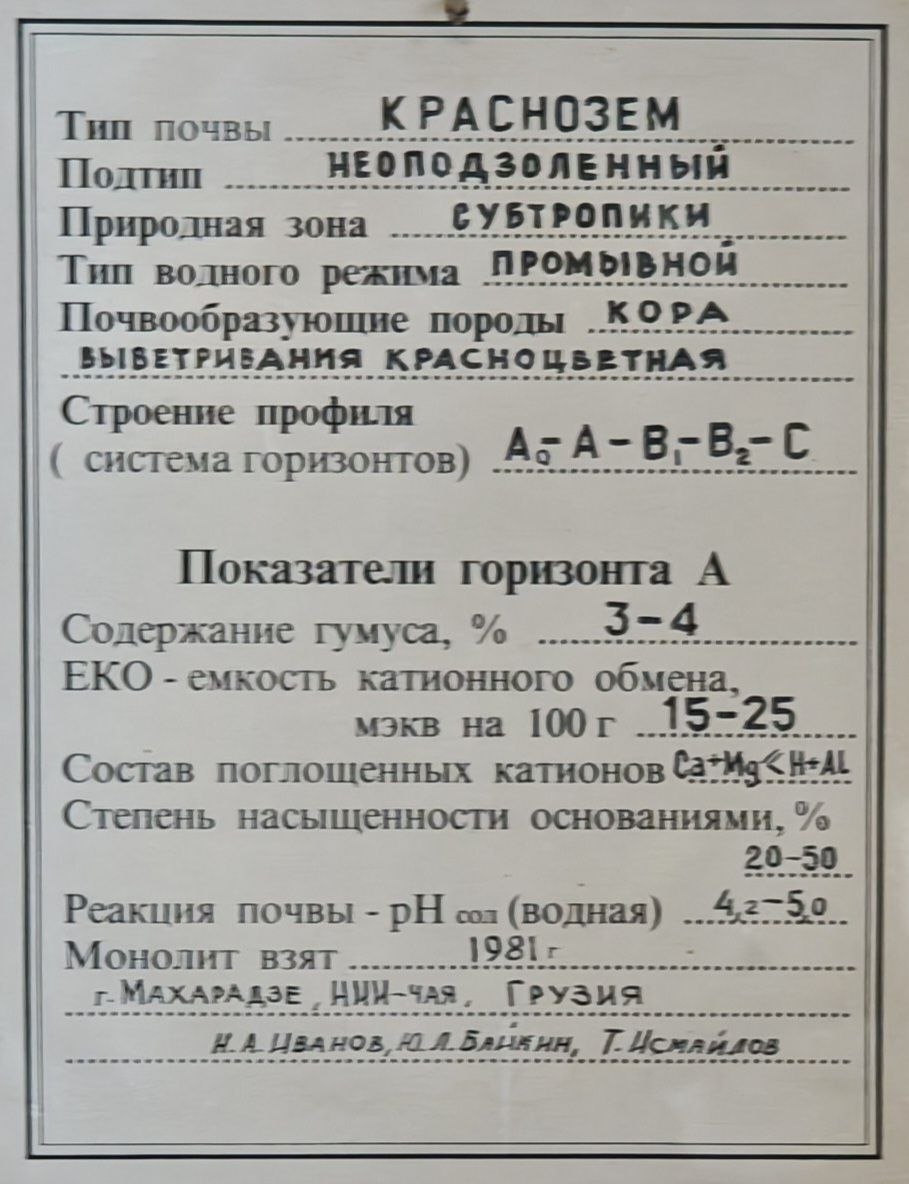 Тип почвы КРАСНОЗЕМ
Подтип НЕОПОДЗОЛЕННЫЙ
Природная зона СУБТРОПИКИ
Тип водного режима ПРОМЫВНОЙ
Почвообразующие породы КОРА
ВЫВЕТРИВАНИЯ КРАСНОЦВЕТНАЯ
Строение профиля
( система горизонтов) A₀-A-B₁-B₂-C
Показатели горизонта А
Содержание гумуса, % 3-4
ЕКО - емкость катионного обмена,
мэкв на 100 г 15-25
Состав поглощенных катионов Ca+Mg≤H+Al
Степень насыщенности основаниями, %
20-50
Реакция почвы - pH сол (водная) 4,2-5,0
Монолит взят 1981 г
г. МАХАРАДЗЕ, НИИ-ЧАЯ, ГРУЗИЯ
Н.А. ИВАНОВ, Ю.Л. БАЙКИН, Т. ИСМАЙЛОВ